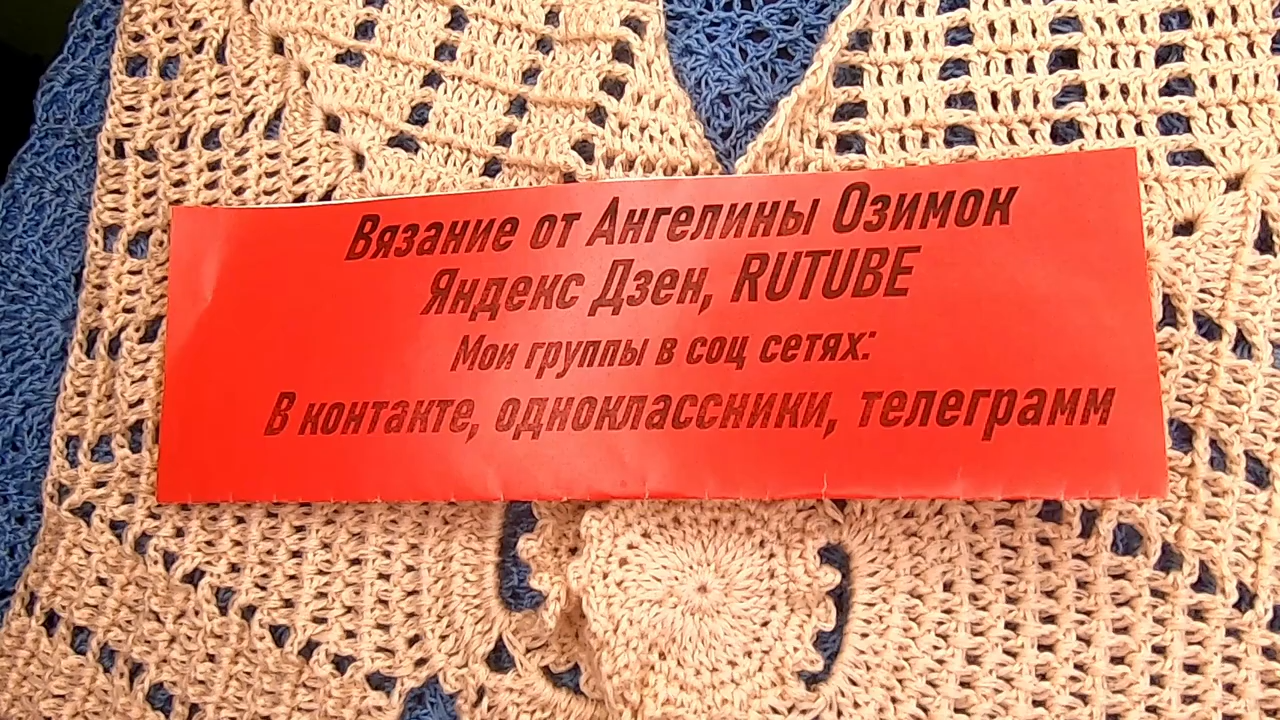 Вязание от Ангелины Озимок
Яндекс Дзен, RUTUBE
Мои группы в соц сетях:
В контакте, одноклассники, телеграмм